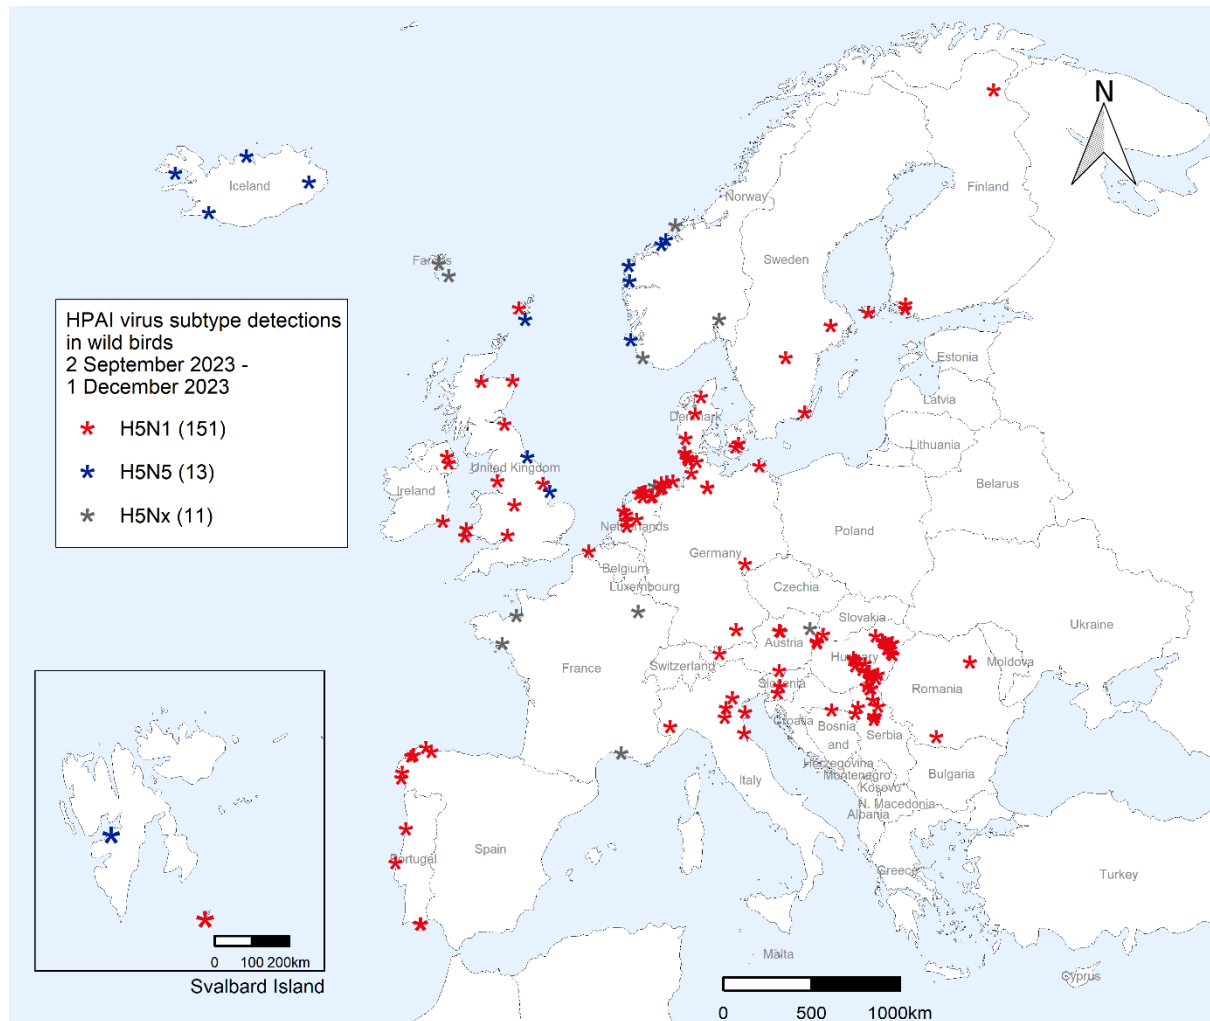 N
Iceland
Norway
Finland
Faroes
Sweden
HPAI virus subtype detections
in wild birds
2 September 2023 -
1 December 2023
H5N1 (151)
H5N5 (13)
H5Nx (11)
Estonia
Latvia
Denmark
Lithuania
United Kingdom
Ireland
Belarus
Netherlands
Poland
Germany
Belgium
Luxembourg
Czechia
Slovakia
Ukraine
Austria
Hungary
Moldova
France
Switzerland
Slovenia
Romania
Croatia
Bosnia
and
Herzegovina
Serbia
Montenegro
Italy
Bulgaria
Kosovo
N. Macedonia
Albania
Portugal
Spain
Greece
Turkey
Malta
Cyprus
0 100 200km
Svalbard Island
0 500 1000km